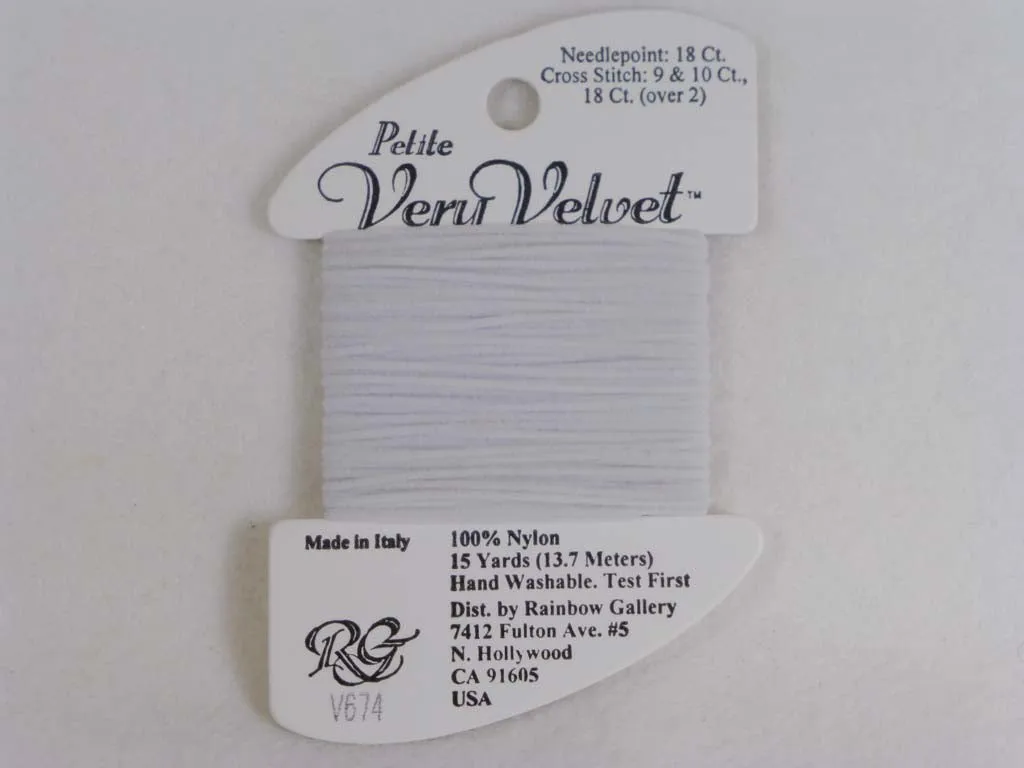 Needlepoint: 18 Ct.
Cross Stitch: 9 & 10 Ct.,
18 Ct. (over 2)
Petite
Very Velvet™
Made in Italy
100% Nylon
15 Yards (13.7 Meters)
Hand Washable. Test First
Dist. by Rainbow Gallery
7412 Fulton Ave. #5
N. Hollywood
CA 91605
USA
RG
V674